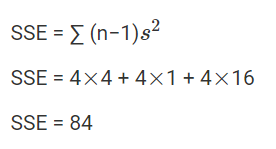 SSE = ∑ (n−1)s²
SSE = 4×4 + 4×1 + 4×16
SSE = 84